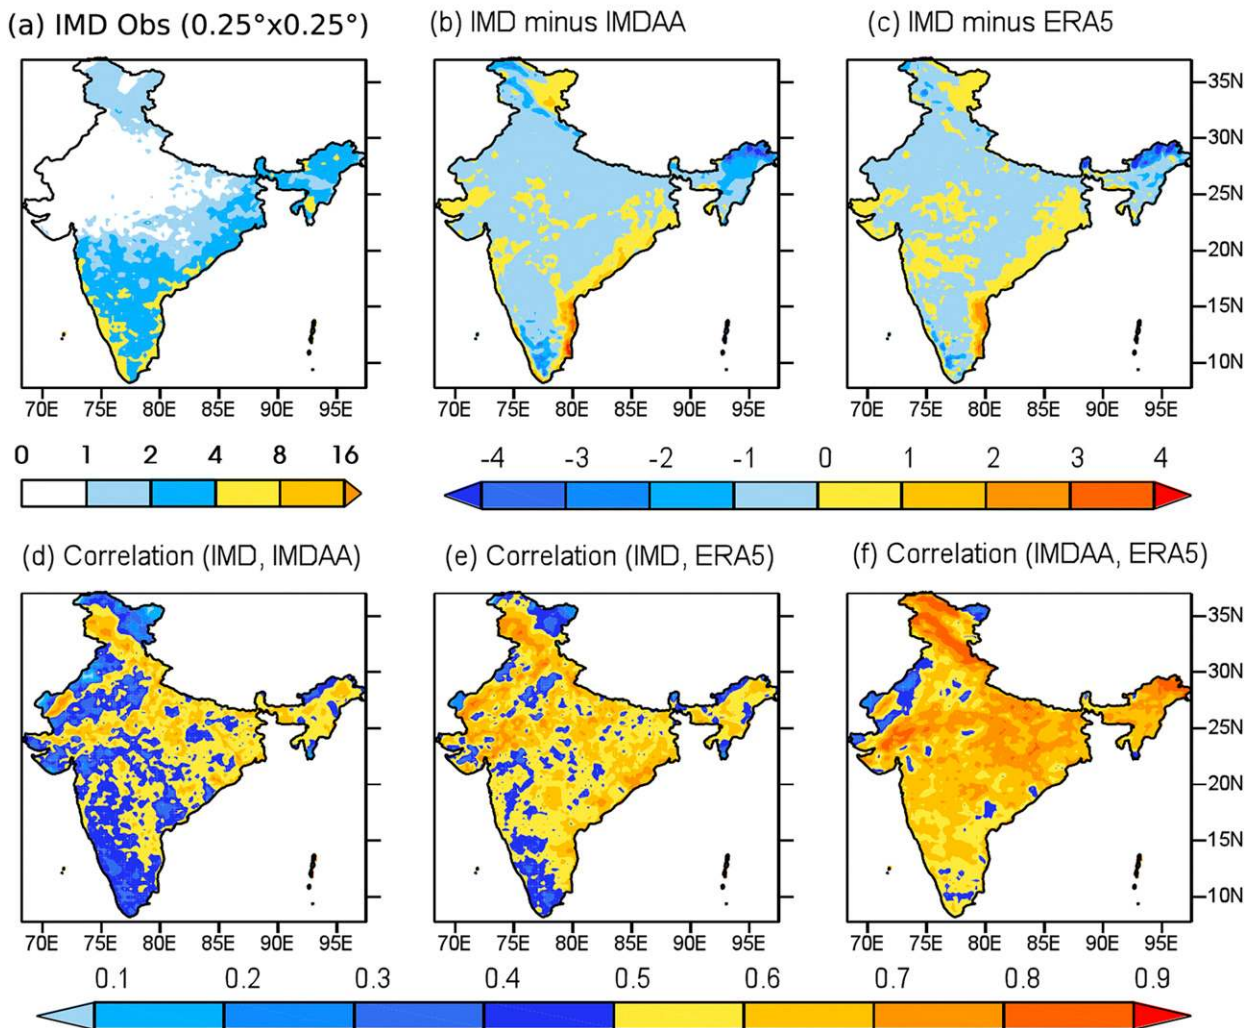 (a) IMD Obs (0.25°x0.25°)
(b) IMD minus IMDAA
(c) IMD minus ERA5
35N
30N
25N
20N
15N
10N
70E 75E 80E 85E 90E 95E
70E 75E 80E 85E 90E 95E
70E 75E 80E 85E 90E 95E
0 1 2 4 8 16
-4 -3 -2 -1 0 1 2 3 4
(d) Correlation (IMD, IMDAA)
(e) Correlation (IMD, ERA5)
(f) Correlation (IMDAA, ERA5)
35N
30N
25N
20N
15N
10N
70E 75E 80E 85E 90E 95E
70E 75E 80E 85E 90E 95E
70E 75E 80E 85E 90E 95E
0.1 0.2 0.3 0.4 0.5 0.6 0.7 0.8 0.9